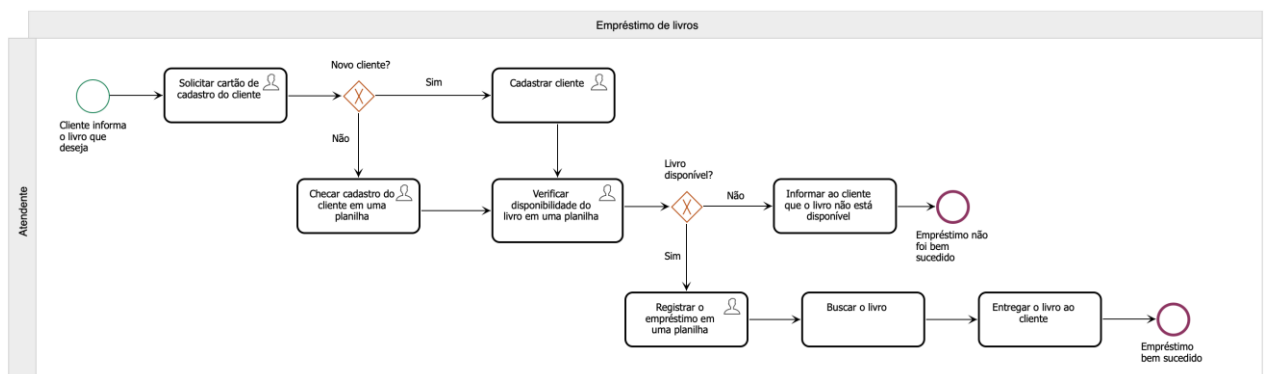 Empréstimo de livros
Atendente
Cliente informa
o livro que
deseja
Solicitar cartão de
cadastro do cliente
Novo cliente?
Sim
Não
Cadastrar cliente
Checar cadastro do
cliente em uma
planilha
Verificar
disponibilidade do
livro em uma planilha
Livro
disponível?
Não
Sim
Informar ao cliente
que o livro não está
disponível
Empréstimo não
foi bem
sucedido
Registrar o
empréstimo em
uma planilha
Buscar o livro
Entregar o livro ao
cliente
Empréstimo
bem sucedido